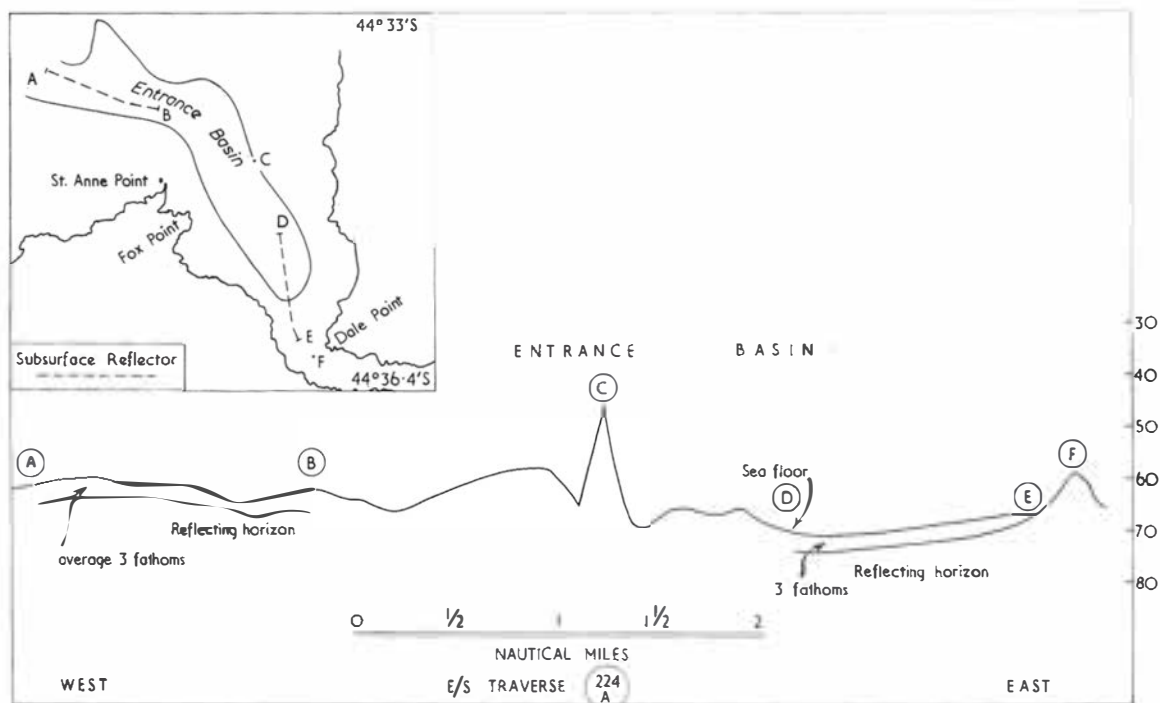 44°33'S
A
Entrance
Basin
B
C
St. Anne Point
Fox Point
D
E
F
Dale Point
Subsurface Reflector
44°36·4'S
ENTRANCE BASIN
30
40
50
60
70
80
A
B
C
D
E
F
Sea floor
Reflecting horizon
average 3 fathoms
Reflecting horizon
3 fathoms
0 1/2 1 1 1/2 2
NAUTICAL MILES
WEST E/S TRAVERSE 224 A EAST